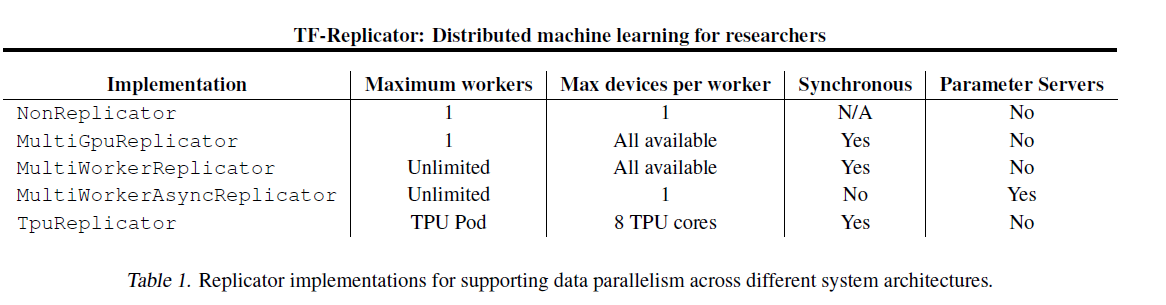 TF-Replicator: Distributed machine learning for researchers
Implementation Maximum workers Max devices per worker Synchronous Parameter Servers
NonReplicator 1 1 N/A No
MultiGpuReplicator 1 All available Yes No
MultiWorkerReplicator Unlimited All available Yes No
MultiWorkerAsyncReplicator Unlimited 1 No Yes
TpuReplicator TPU Pod 8 TPU cores Yes No
Table 1. Replicator implementations for supporting data parallelism across different system architectures.